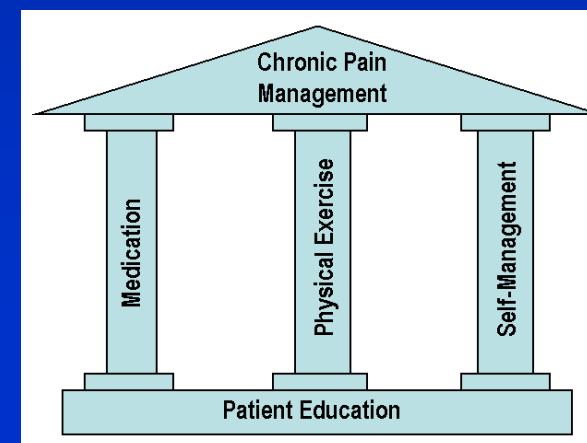 Chronic Pain
Management
Medication
Physical Exercise
Self-Management
Patient Education